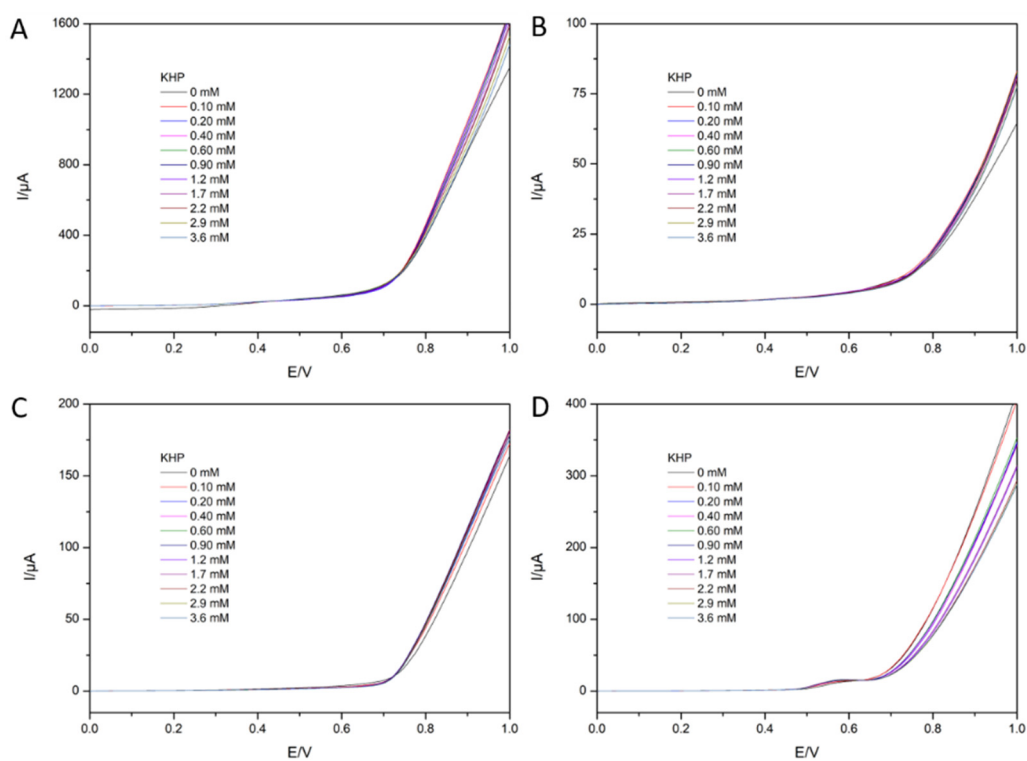 A
1600
1200
800
400
0
I/µA
KHP
0 mM
0.10 mM
0.20 mM
0.40 mM
0.60 mM
0.90 mM
1.2 mM
1.7 mM
2.2 mM
2.9 mM
3.6 mM
0.0 0.2 0.4 0.6 0.8 1.0
E/V
B
100
75
50
25
0
I/µA
KHP
0 mM
0.10 mM
0.20 mM
0.40 mM
0.60 mM
0.90 mM
1.2 mM
1.7 mM
2.2 mM
2.9 mM
3.6 mM
0.0 0.2 0.4 0.6 0.8 1.0
E/V
C
200
150
100
50
0
I/µA
KHP
0 mM
0.10 mM
0.20 mM
0.40 mM
0.60 mM
0.90 mM
1.2 mM
1.7 mM
2.2 mM
2.9 mM
3.6 mM
0.0 0.2 0.4 0.6 0.8 1.0
E/V
D
400
300
200
100
0
I/µA
KHP
0 mM
0.10 mM
0.20 mM
0.40 mM
0.60 mM
0.90 mM
1.2 mM
1.7 mM
2.2 mM
2.9 mM
3.6 mM
0.0 0.2 0.4 0.6 0.8 1.0
E/V